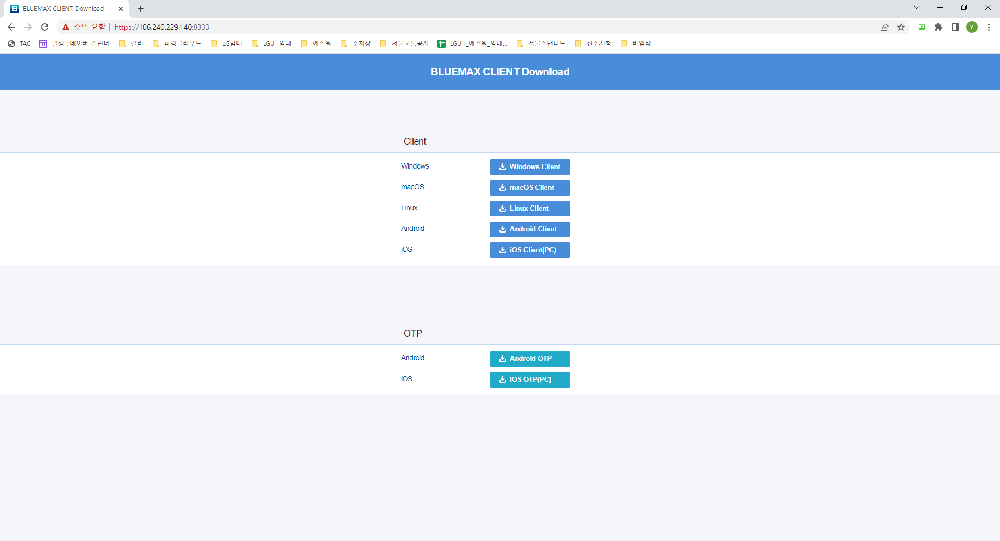 BLUEMAX CLIENT Download
주의 요함 https://106.240.229.140:8333
Y
TAC 31 일정 : 네이버 캘린더 컬리 파킹클라우드 LG임대 LGU+임대 에스원 주차장 서울교통공사 LGU+_에스원_임대... 서울스탠다드 전주시청 비엠티
BLUEMAX CLIENT Download
Client
Windows Windows Client
macOS macOS Client
Linux Linux Client
Android Android Client
iOS iOS Client(PC)
OTP
Android Android OTP
iOS iOS OTP(PC)